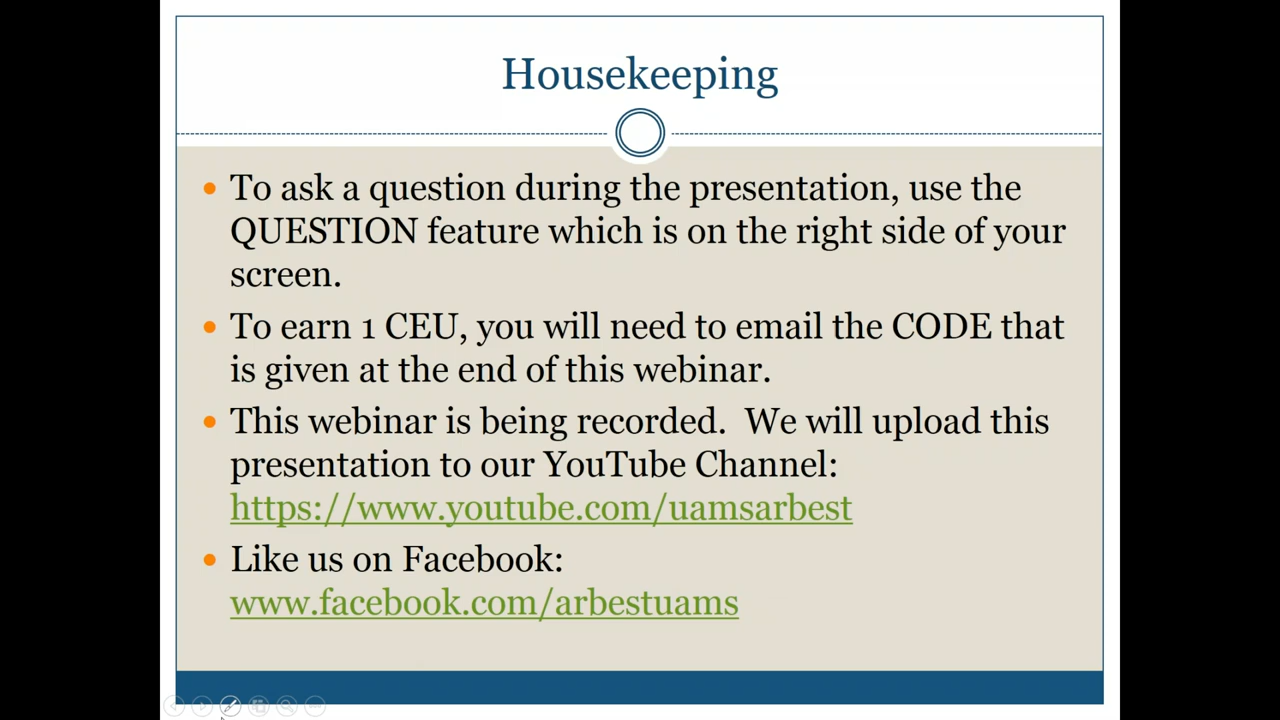 Housekeeping
• To ask a question during the presentation, use the
QUESTION feature which is on the right side of your
screen.
• To earn 1 CEU, you will need to email the CODE that
is given at the end of this webinar.
• This webinar is being recorded.  We will upload this
presentation to our YouTube Channel:
https://www.youtube.com/uamsarbest
• Like us on Facebook:
www.facebook.com/arbestuams